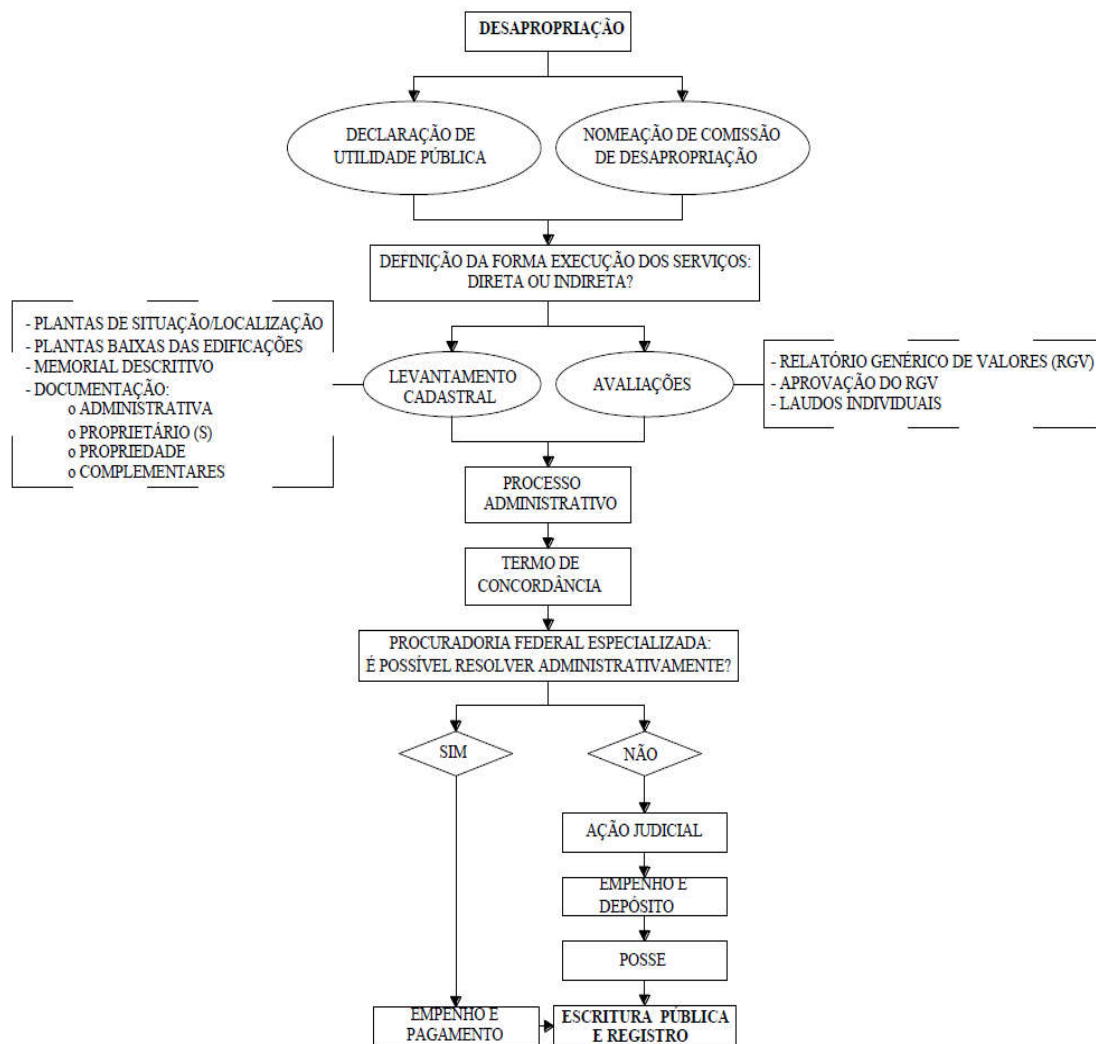 DESAPROPRIAÇÃO
DECLARAÇÃO DE
UTILIDADE PÚBLICA
NOMEAÇÃO DE COMISSÃO
DE DESAPROPRIAÇÃO
DEFINIÇÃO DA FORMA EXECUÇÃO DOS SERVIÇOS:
DIRETA OU INDIRETA?
- PLANTAS DE SITUAÇÃO/LOCALIZAÇÃO
- PLANTAS BAIXAS DAS EDIFICAÇÕES
- MEMORIAL DESCRITIVO
- DOCUMENTAÇÃO:
o ADMINISTRATIVA
o PROPRIETÁRIO (S)
o PROPRIEDADE
o COMPLEMENTARES
LEVANTAMENTO
CADASTRAL
AVALIAÇÕES
- RELATÓRIO GENÉRICO DE VALORES (RGV)
- APROVAÇÃO DO RGV
- LAUDOS INDIVIDUAIS
PROCESSO
ADMINISTRATIVO
TERMO DE
CONCORDÂNCIA
PROCURADORIA FEDERAL ESPECIALIZADA:
É POSSÍVEL RESOLVER ADMINISTRATIVAMENTE?
SIM
NÃO
AÇÃO JUDICIAL
EMPENHO E
DEPÓSITO
POSSE
EMPENHO E
PAGAMENTO
ESCRITURA PÚBLICA
E REGISTRO